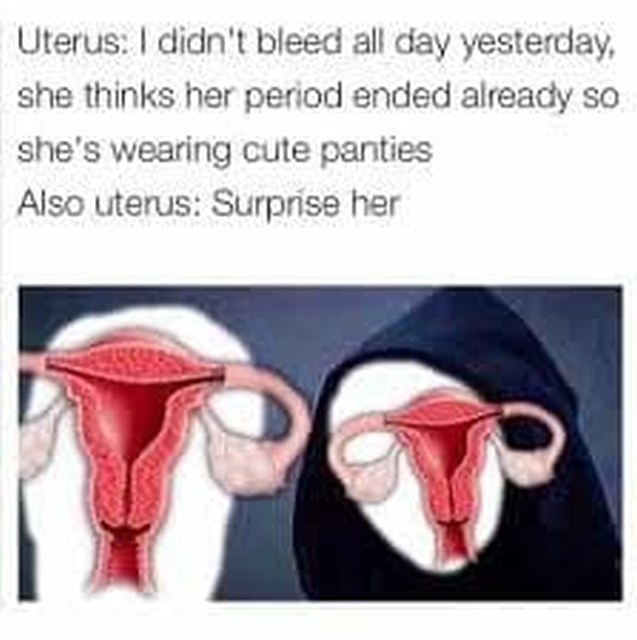 Uterus: I didn't bleed all day yesterday,
she thinks her period ended already so
she's wearing cute panties
Also uterus: Surprise her